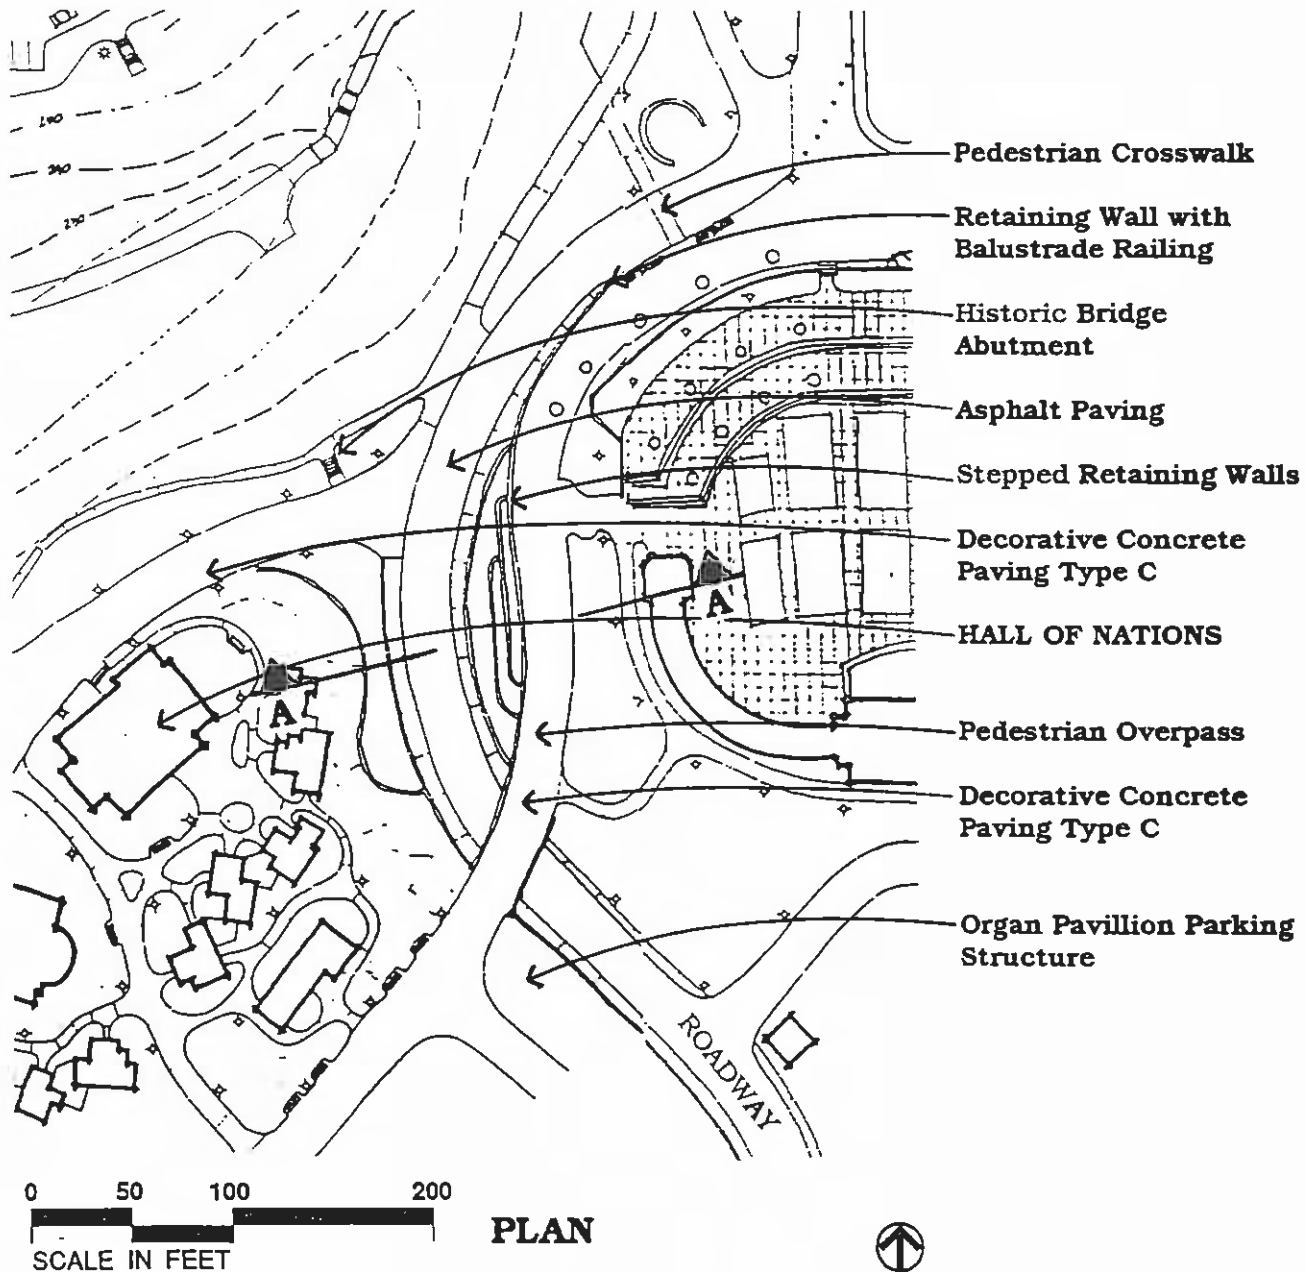 Pedestrian Crosswalk
Retaining Wall with
Balustrade Railing
Historic Bridge
Abutment
Asphalt Paving
Stepped Retaining Walls
Decorative Concrete
Paving Type C
HALL OF NATIONS
Pedestrian Overpass
Decorative Concrete
Paving Type C
Organ Pavillion Parking
Structure
A
A'
ROADWAY
0 50 100 200
SCALE IN FEET
PLAN